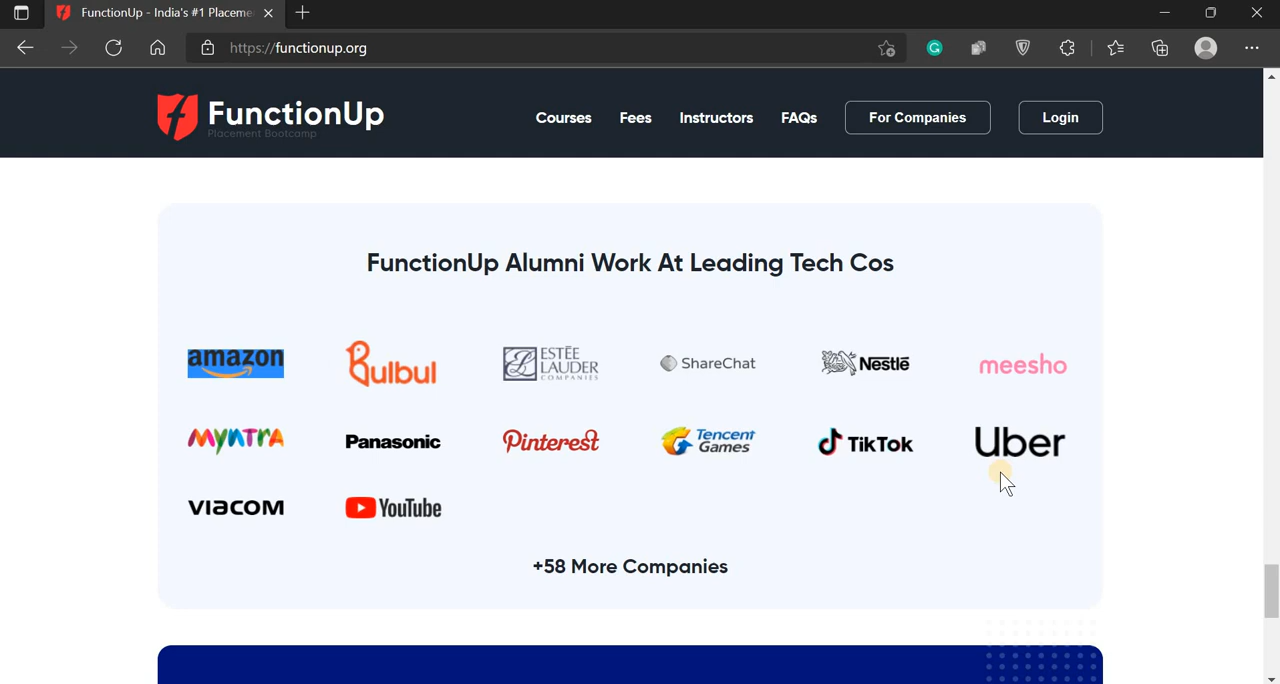 FunctionUp - India's #1 Placeme
https://functionup.org
FunctionUp
Placement Bootcamp
Courses Fees Instructors FAQs For Companies Login
FunctionUp Alumni Work At Leading Tech Cos
amazon Bulbul ESTĒE LAUDER COMPANIES ShareChat Nestlé meesho
Myntra Panasonic Pinterest Tencent Games TikTok Uber
VIACOM YouTube
+58 More Companies